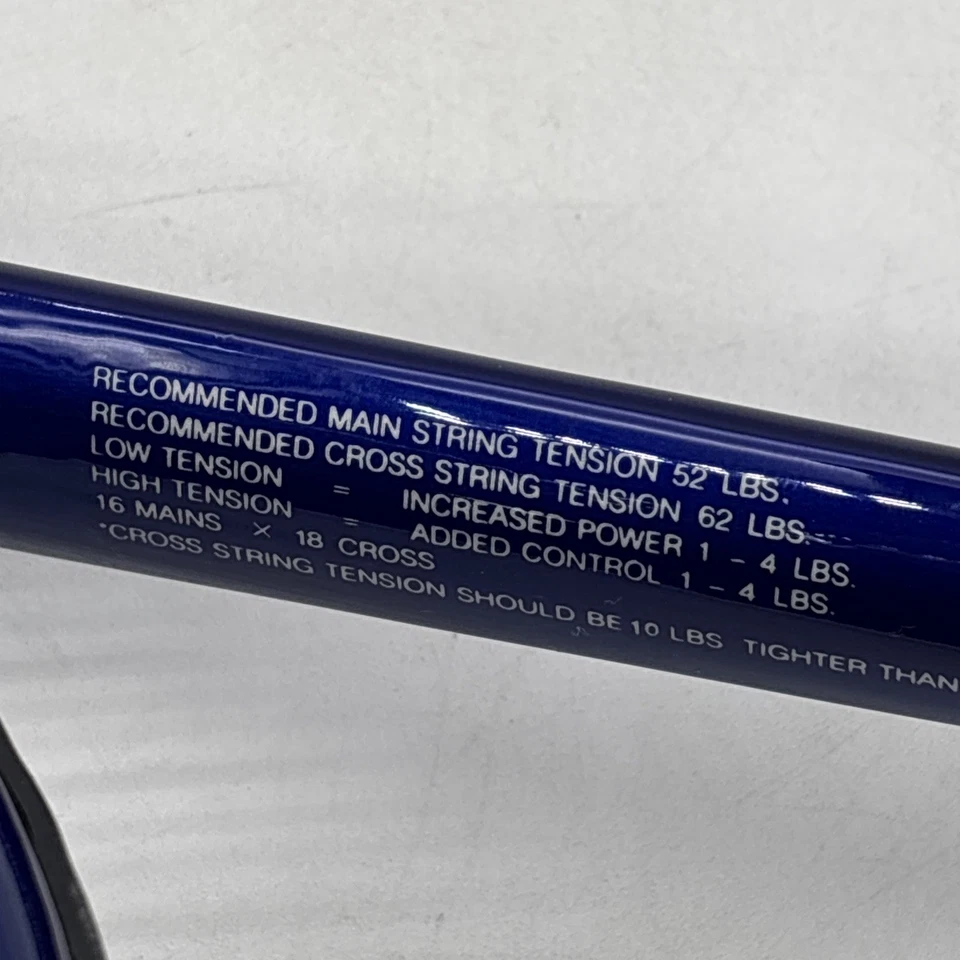 RECOMMENDED MAIN STRING TENSION 52 LBS.
RECOMMENDED CROSS STRING TENSION 62 LBS.
LOW TENSION = INCREASED POWER 1 - 4 LBS.
HIGH TENSION = ADDED CONTROL 1 - 4 LBS.
16 MAINS X 18 CROSS
*CROSS STRING TENSION SHOULD BE 10 LBS TIGHTER THAN